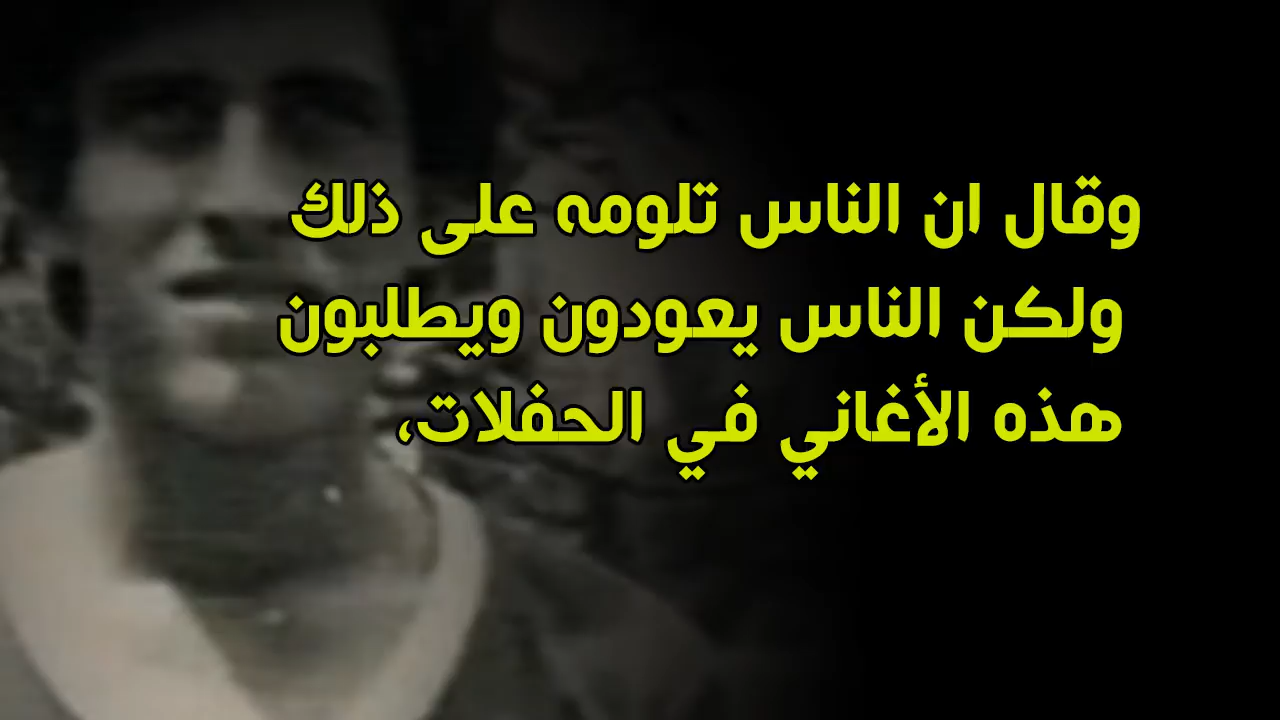 وقال ان الناس تلومه على ذلك
ولكن الناس يعودون ويطلبون
هذه الأغاني في الحفلات،